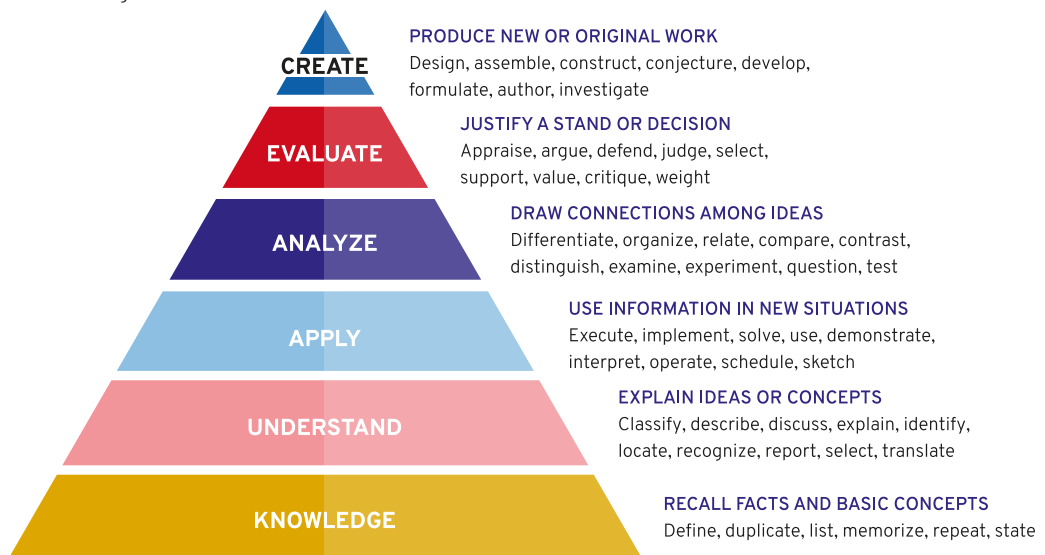 CREATE
PRODUCE NEW OR ORIGINAL WORK
Design, assemble, construct, conjecture, develop,
formulate, author, investigate
EVALUATE
JUSTIFY A STAND OR DECISION
Appraise, argue, defend, judge, select,
support, value, critique, weight
ANALYZE
DRAW CONNECTIONS AMONG IDEAS
Differentiate, organize, relate, compare, contrast,
distinguish, examine, experiment, question, test
APPLY
USE INFORMATION IN NEW SITUATIONS
Execute, implement, solve, use, demonstrate,
interpret, operate, schedule, sketch
UNDERSTAND
EXPLAIN IDEAS OR CONCEPTS
Classify, describe, discuss, explain, identify,
locate, recognize, report, select, translate
KNOWLEDGE
RECALL FACTS AND BASIC CONCEPTS
Define, duplicate, list, memorize, repeat, state